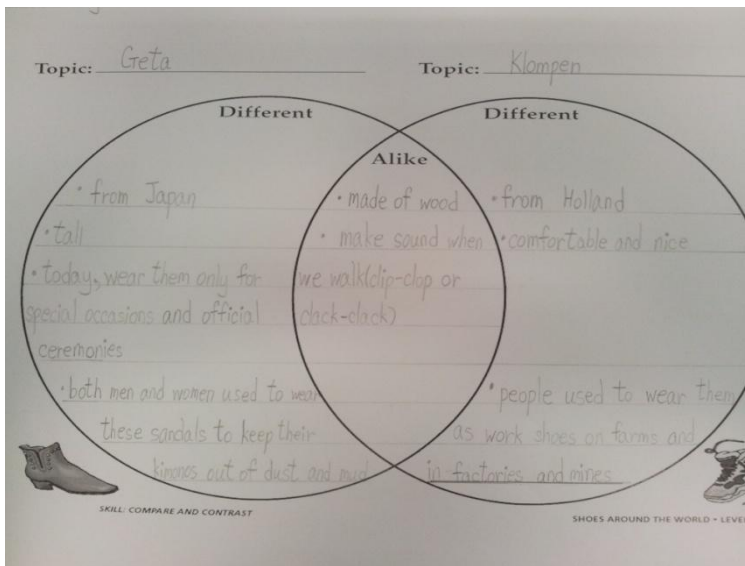 Topic: Geta
Topic: Klompen
Different
Different
Alike
• from Japan
• tall
• today, wear them only for
special occasions and official
ceremonies
• both men and women used to wear
these sandals to keep their
kimonos out of dust and mud
• made of wood
• make sound when
we walk(clip-clop or
clack-clack)
• from Holland
• comfortable and nice
• people used to wear them
as work shoes on farms and
in factories and mines
SKILL: COMPARE AND CONTRAST
SHOES AROUND THE WORLD • LEVE